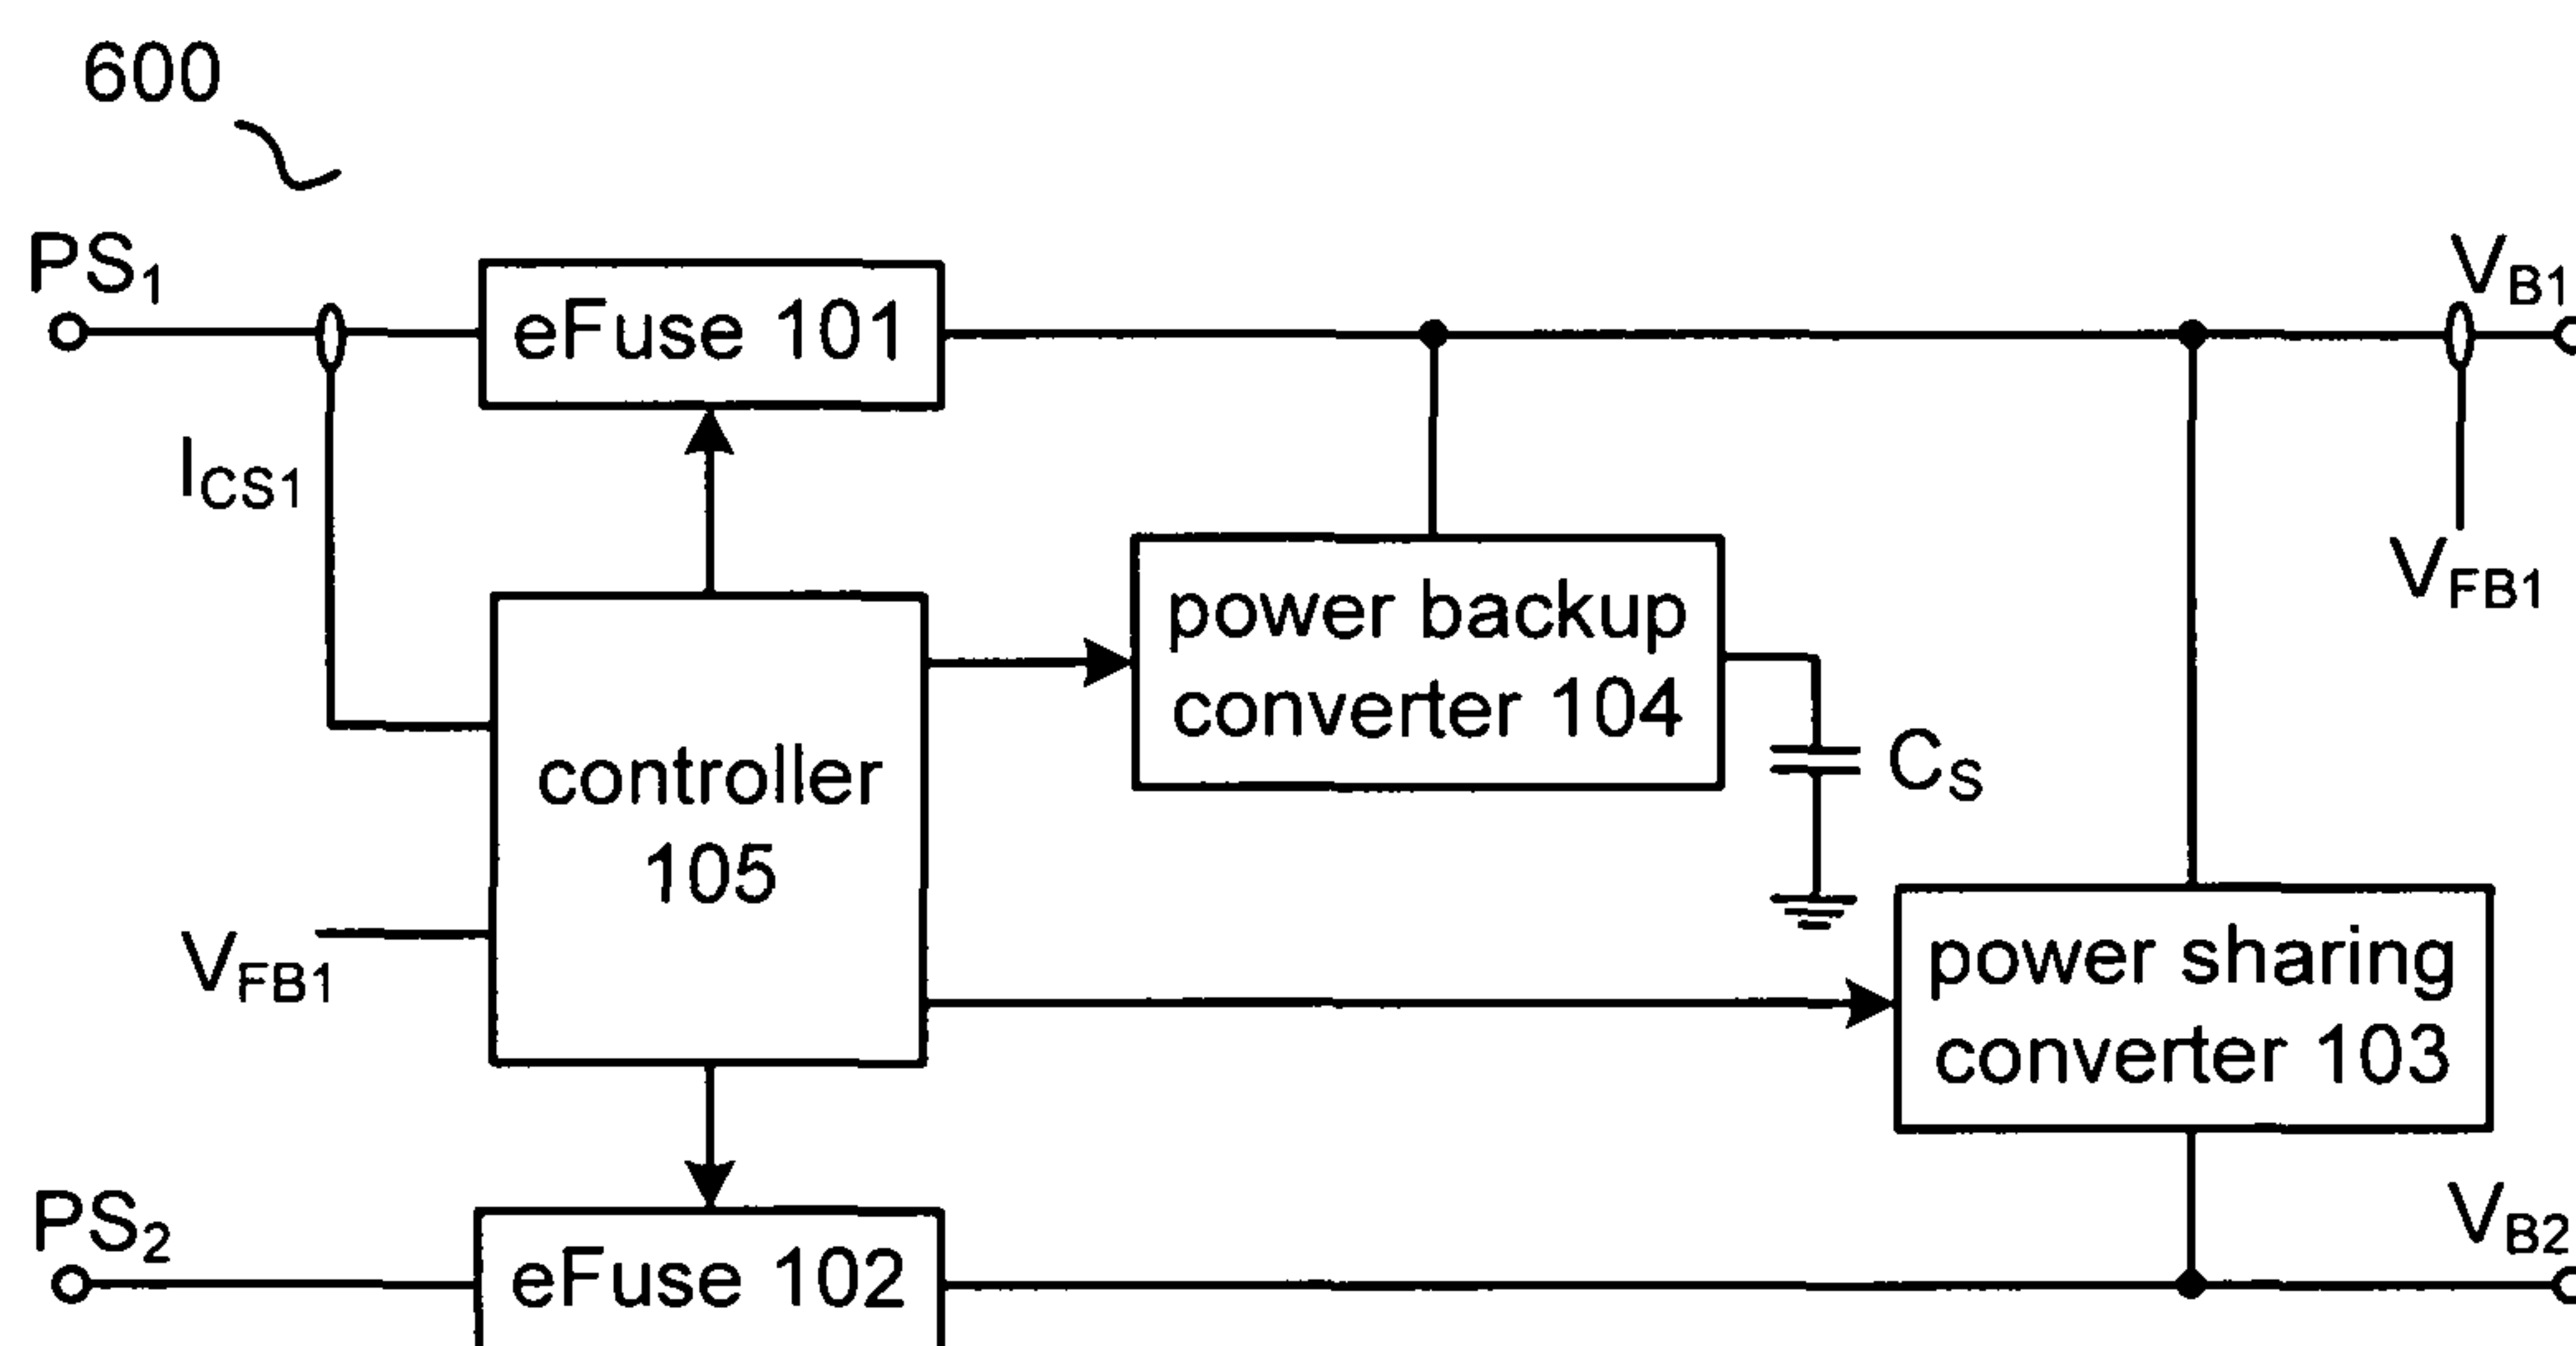 600
PS1
eFuse 101
VB1
ICS1
VFB1
power backup
converter 104
controller
105
CS
VFB1
power sharing
converter 103
PS2
eFuse 102
VB2